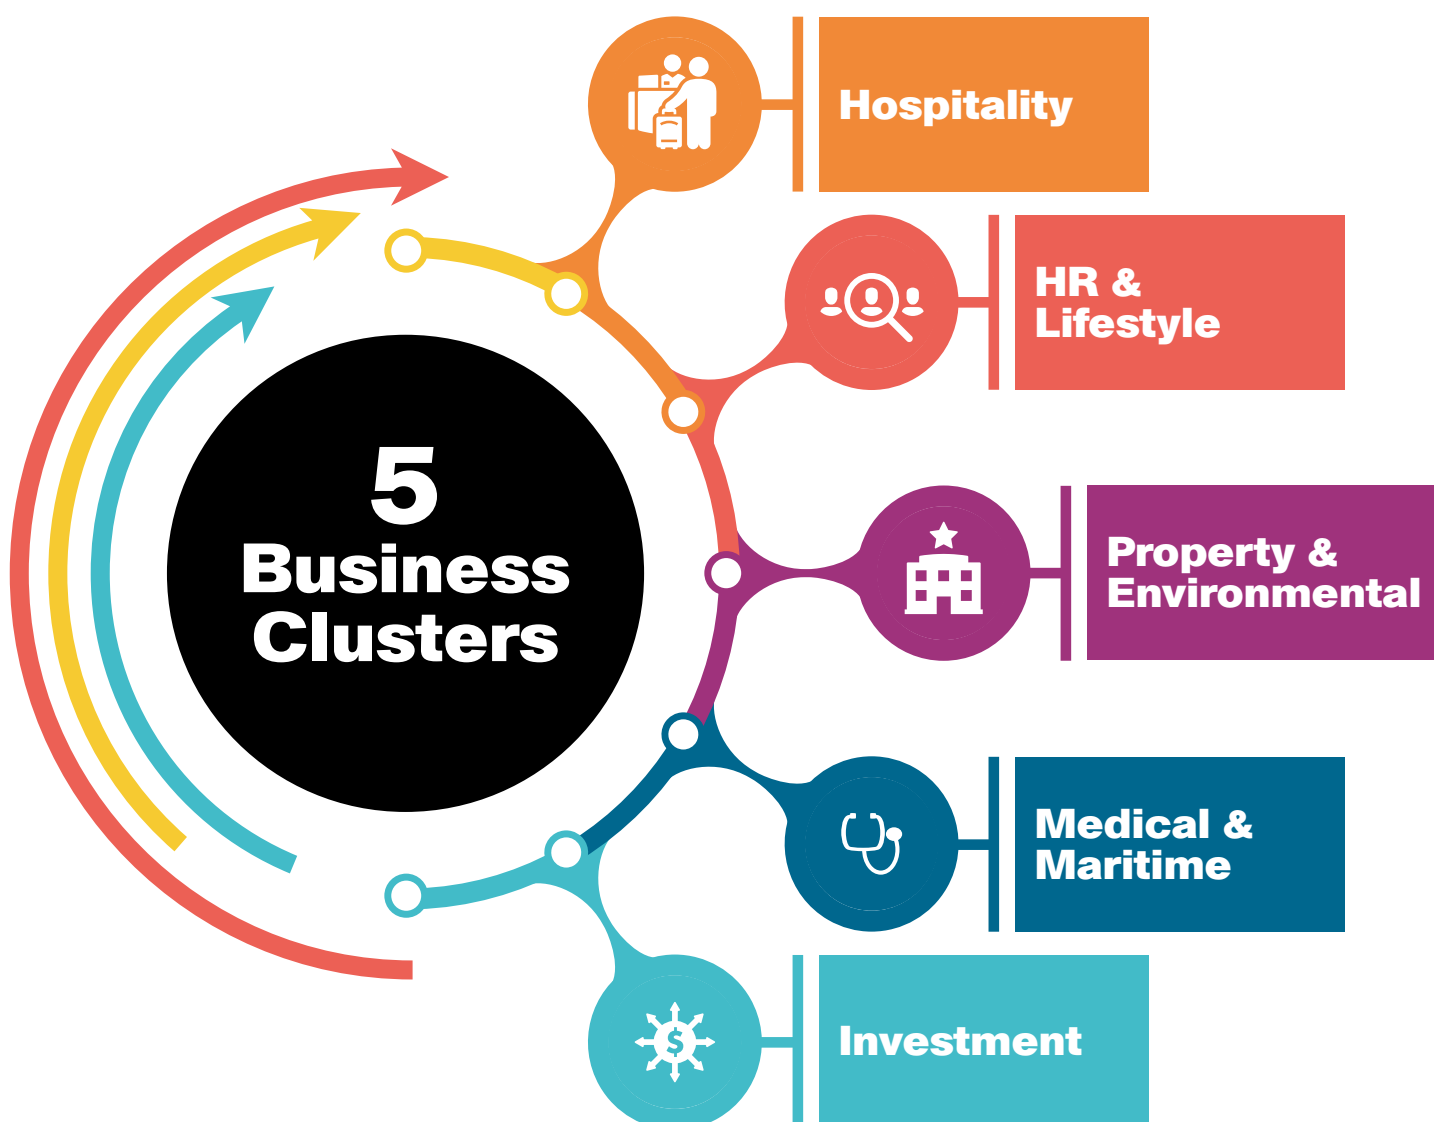 5
Business
Clusters
Hospitality
HR &
Lifestyle
Property &
Environmental
Medical &
Maritime
$
Investment